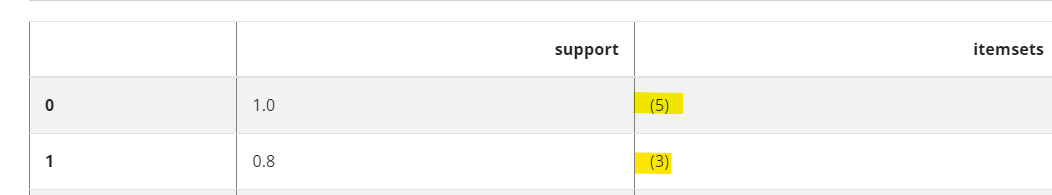 support itemsets
0 1.0 (5)
1 0.8 (3)